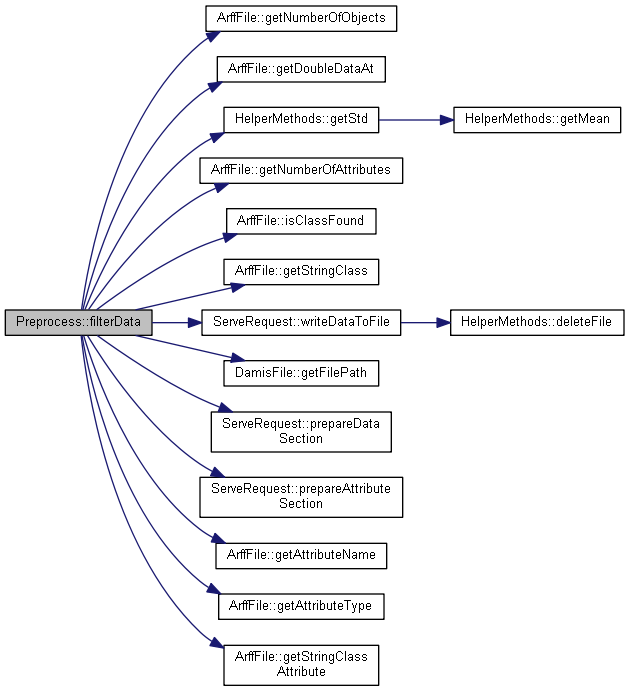 ArffFile::getNumberOfObjects
ArffFile::getDoubleDataAt
HelperMethods::getStd
HelperMethods::getMean
ArffFile::getNumberOfAttributes
ArffFile::isClassFound
ArffFile::getStringClass
Preprocess::filterData
ServeRequest::writeDataToFile
HelperMethods::deleteFile
DamisFile::getFilePath
ServeRequest::prepareData
Section
ServeRequest::prepareAttribute
Section
ArffFile::getAttributeName
ArffFile::getAttributeType
ArffFile::getStringClass
Attribute